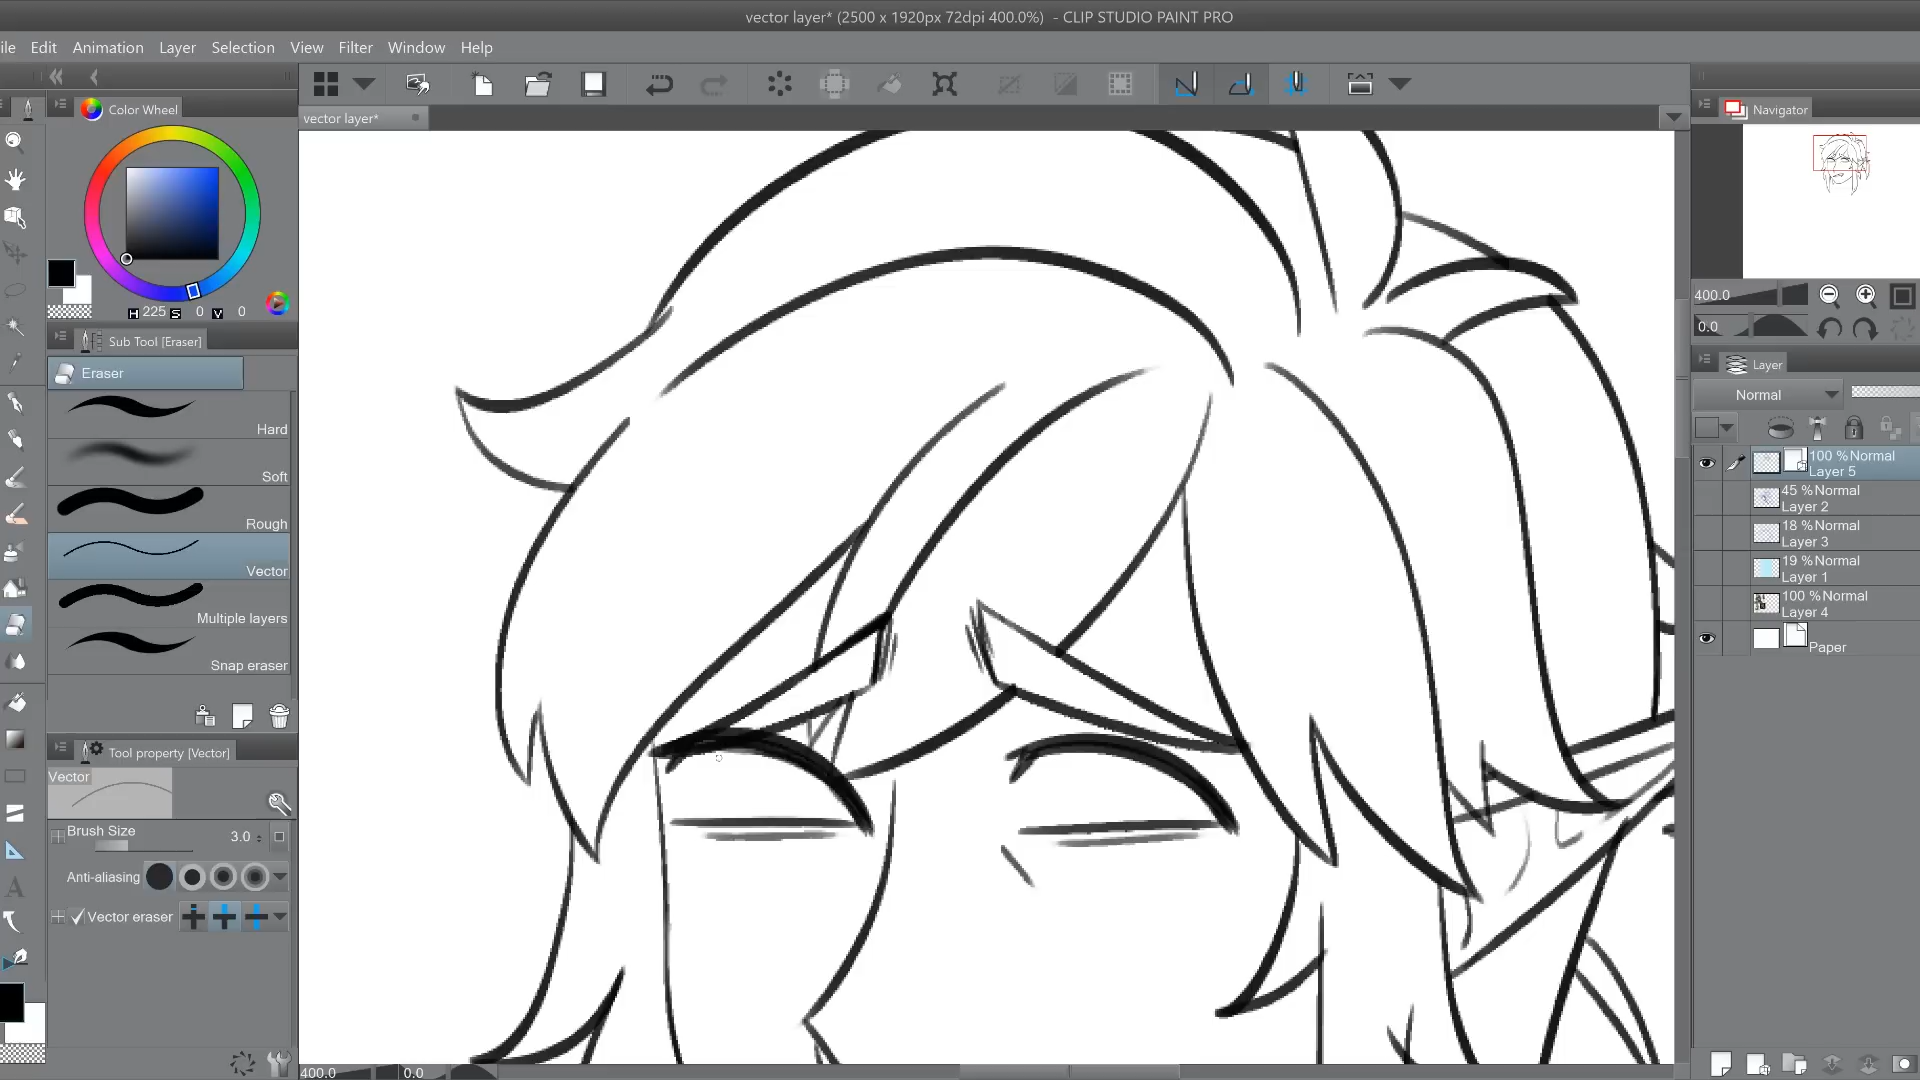 vector layer* (2500 x 1920px 72dpi 400.0%) - CLIP STUDIO PAINT PRO
ile Edit Animation Layer Selection View Filter Window Help
Color Wheel
vector layer*
Navigator
H 225 S 0 V 0
400.0
0.0
Sub Tool [Eraser]
Eraser
Hard
Soft
Rough
Vector
Multiple layers
Snap eraser
Layer
Normal
100 %Normal
Layer 5
45 %Normal
Layer 2
18 %Normal
Layer 3
19 %Normal
Layer 1
100 %Normal
Layer 4
Paper
Tool property [Vector]
Vector
Brush Size 3.0
Anti-aliasing
Vector eraser
A
400.0 0.0